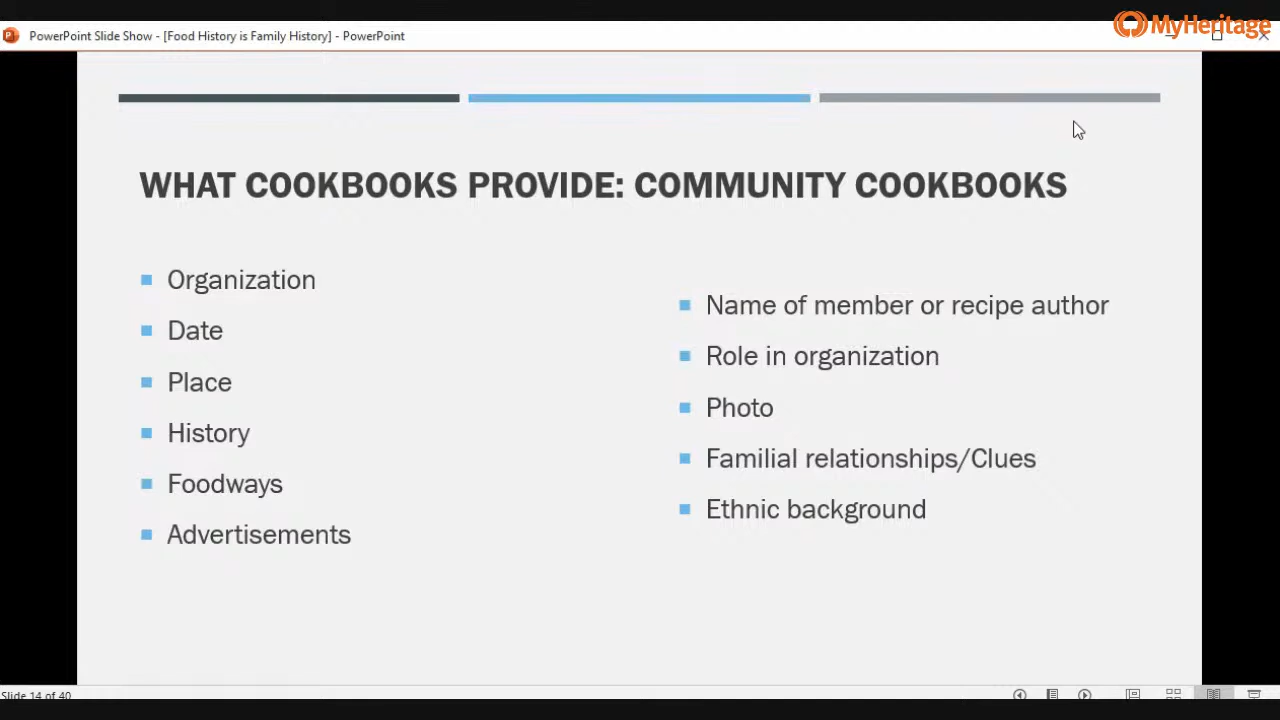 PowerPoint Slide Show - [Food History is Family History] - PowerPoint
MyHeritage
WHAT COOKBOOKS PROVIDE: COMMUNITY COOKBOOKS
Organization
Date
Place
History
Foodways
Advertisements
Name of member or recipe author
Role in organization
Photo
Familial relationships/Clues
Ethnic background
Slide 14 of 40